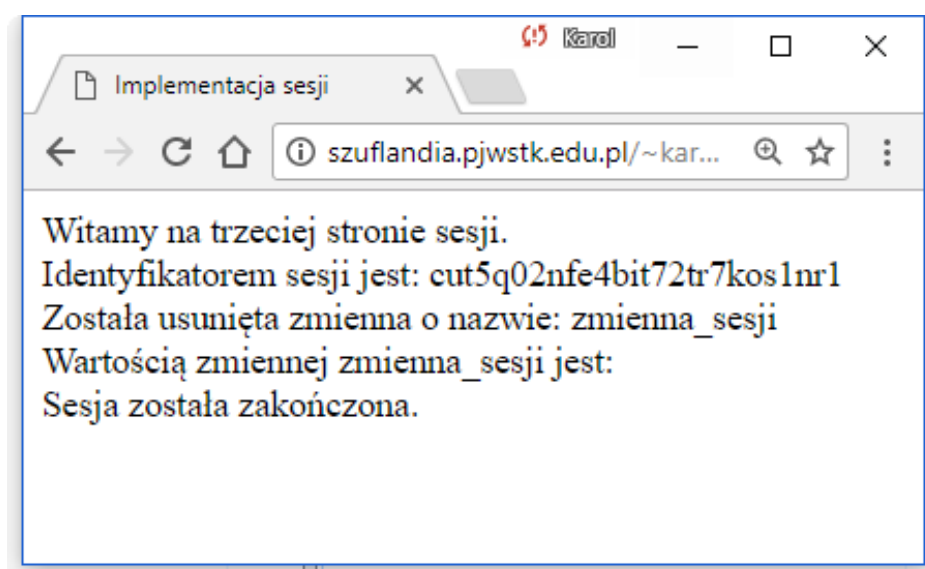 Karol
Implementacja sesji
szuflandia.pjwstk.edu.pl/~kar...
Witamy na trzeciej stronie sesji.
Identyfikatorem sesji jest: cut5q02nfe4bit72tr7kos1nr1
Została usunięta zmienna o nazwie: zmienna_sesji
Wartością zmiennej zmienna_sesji jest:
Sesja została zakończona.